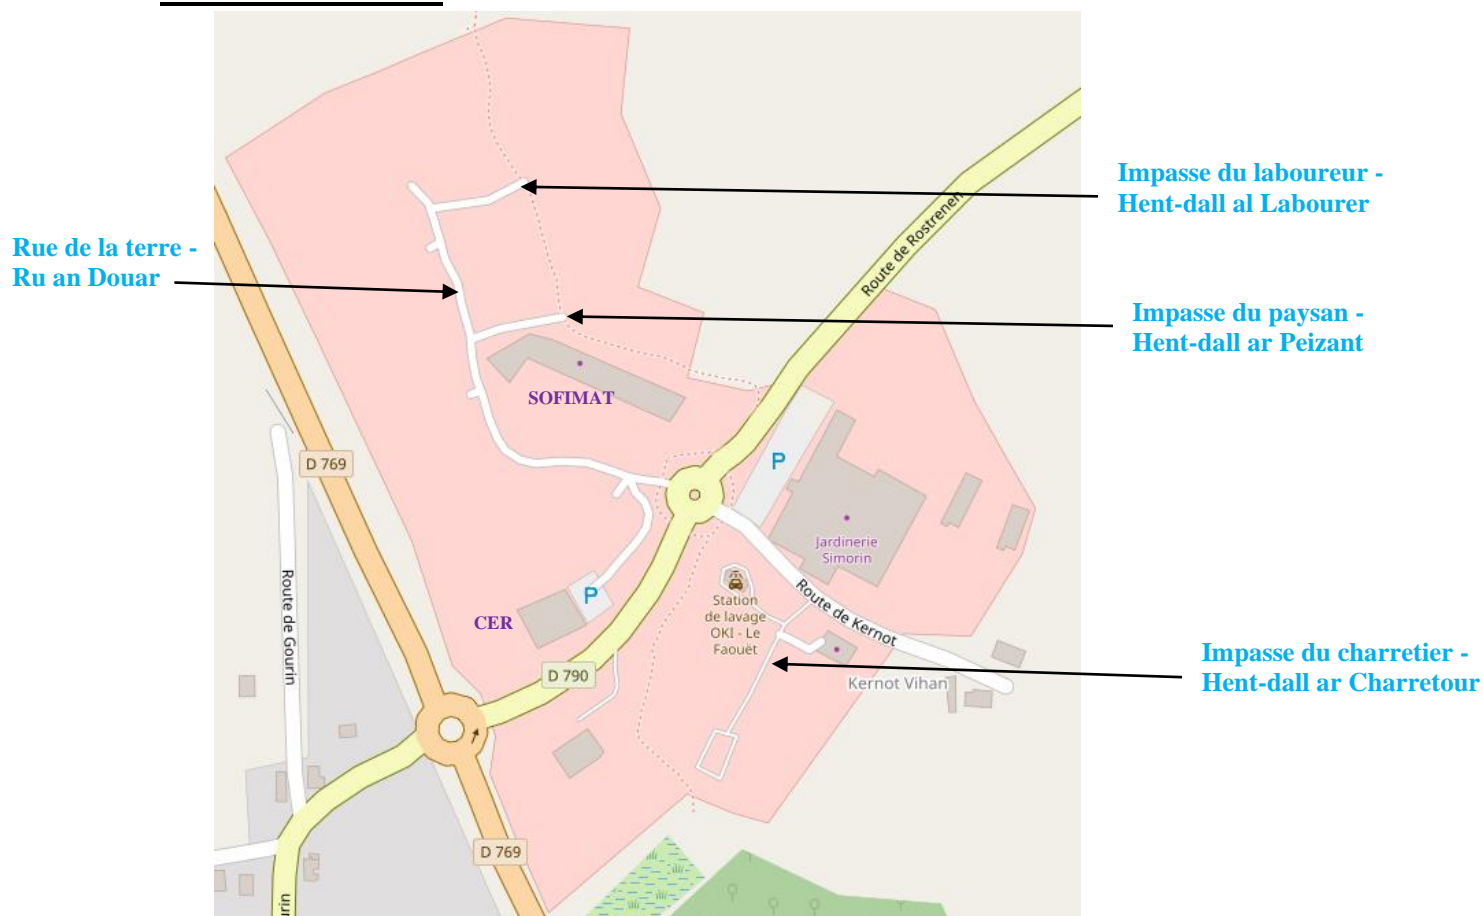 Impasse du laboureur -
Hent-dall al Labourer
Rue de la terre -
Ru an Douar
Route de Rostrenen
Impasse du paysan -
Hent-dall ar Peizant
SOFIMAT
D 769
P
Jardinerie
Simorin
Route de Gourin
P
Station
de lavage
OKI - Le
Faouët
Route de Kernot
CER
D 790
Kernot Vihan
Impasse du charretier -
Hent-dall ar Charretour
D 769